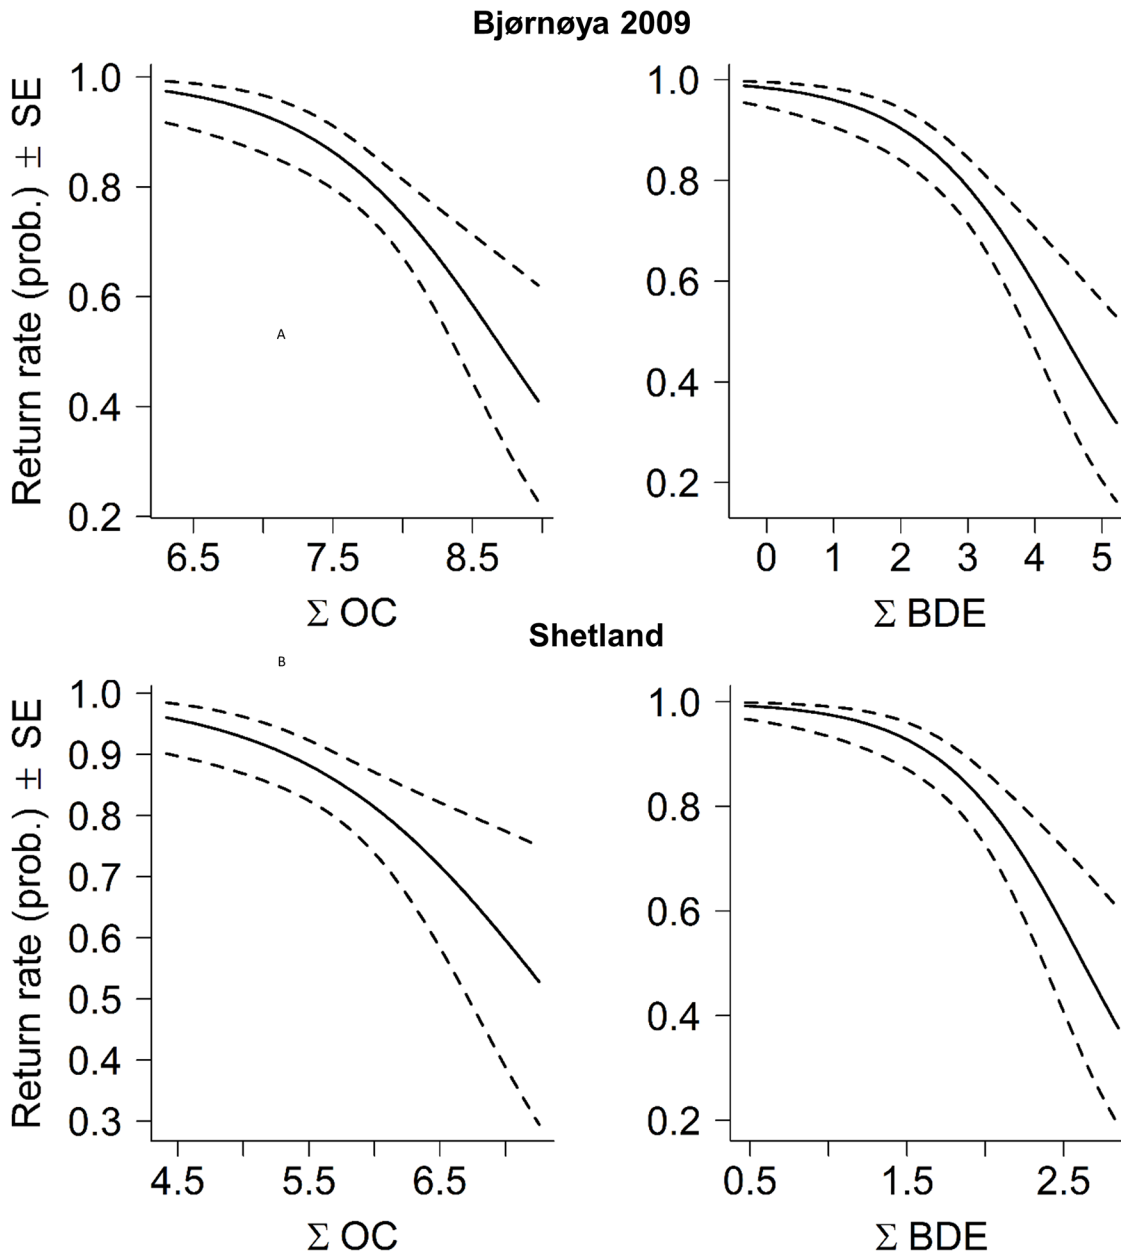 Bjørnøya 2009
Return rate (prob.) ± SE
1.0
0.8
0.6
0.4
0.2
A
6.5 7.5 8.5
Σ OC
1.0
0.8
0.6
0.4
0.2
0 1 2 3 4 5
Σ BDE
Shetland
B
Return rate (prob.) ± SE
1.0
0.9
0.8
0.7
0.6
0.5
0.4
0.3
4.5 5.5 6.5
Σ OC
1.0
0.8
0.6
0.4
0.2
0.5 1.5 2.5
Σ BDE